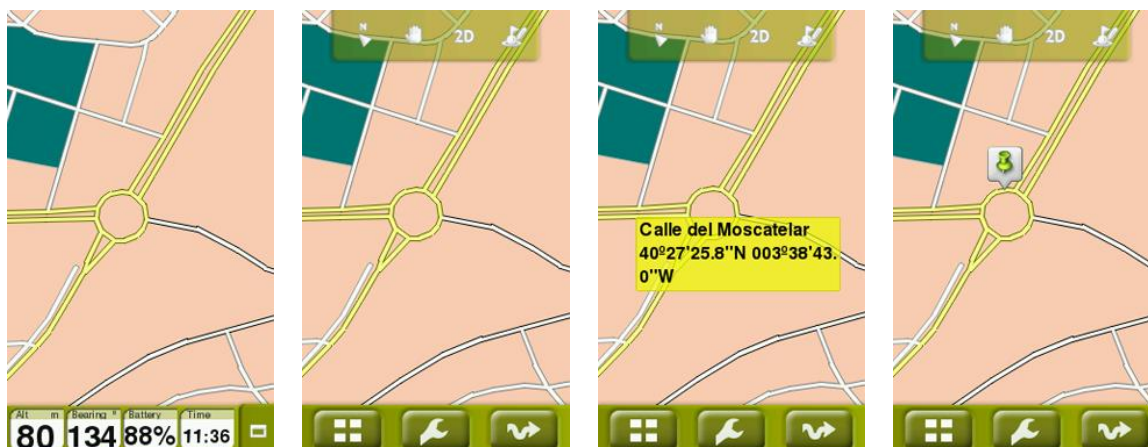 N 2D
N 2D
N 2D
Calle del Moscatelar
40º27'25.8"N 003º38'43.
0"W
Alt m Bearing º Battery Time
80 134 88% 11:36